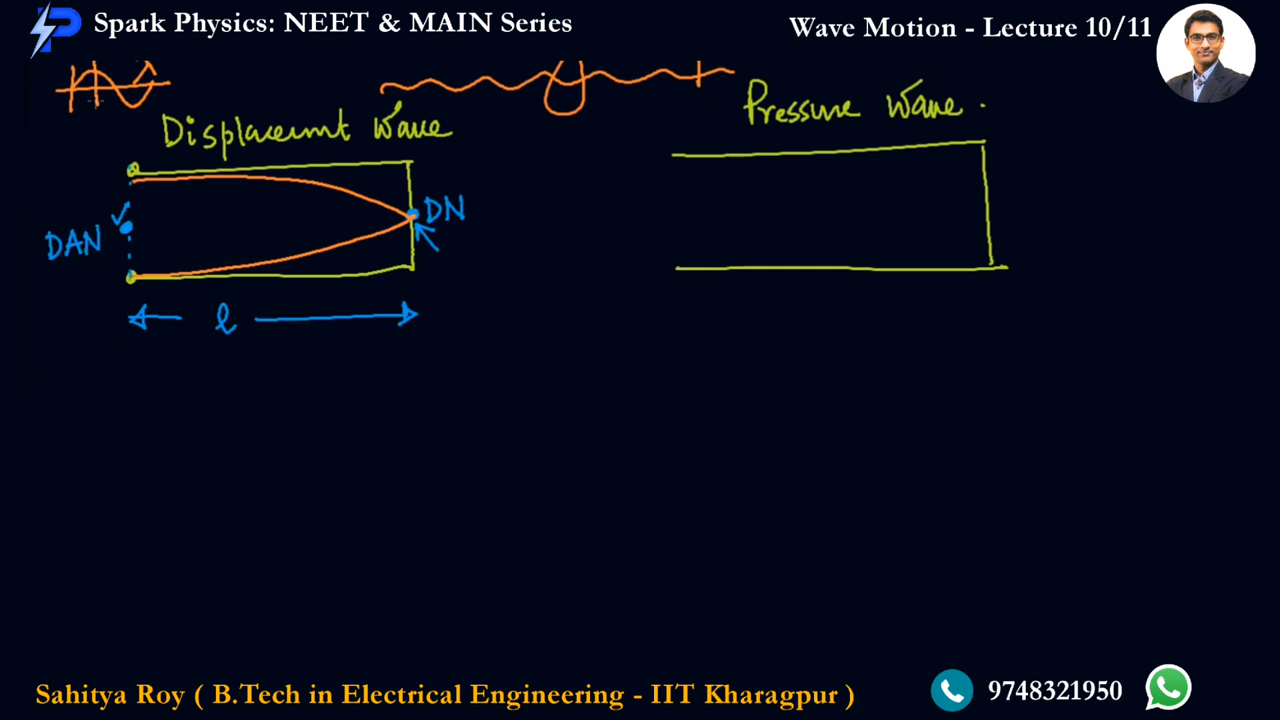 Spark Physics: NEET & MAIN Series
Wave Motion - Lecture 10/11
Displacemnt Wave
Pressure Wave.
DAN
DN
l
Sahitya Roy ( B.Tech in Electrical Engineering - IIT Kharagpur )
9748321950